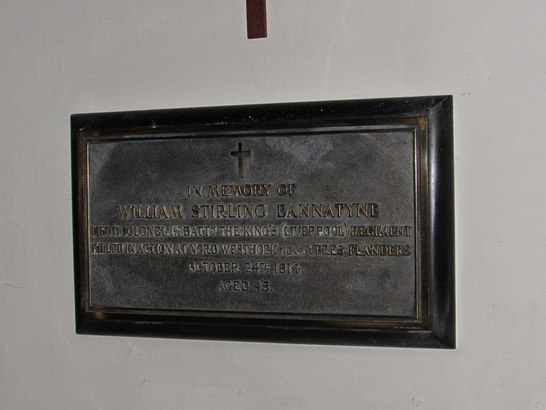 IN MEMORY OF
WILLIAM STIRLING BANNATYNE
LIEUT. COLONEL 1ST BATTN THE KING'S (LIVERPOOL) REGIMENT
KILLED IN ACTION AT NORD WESTHOEK YPRES, FLANDERS
OCTOBER 24TH 1914
AGED 45.